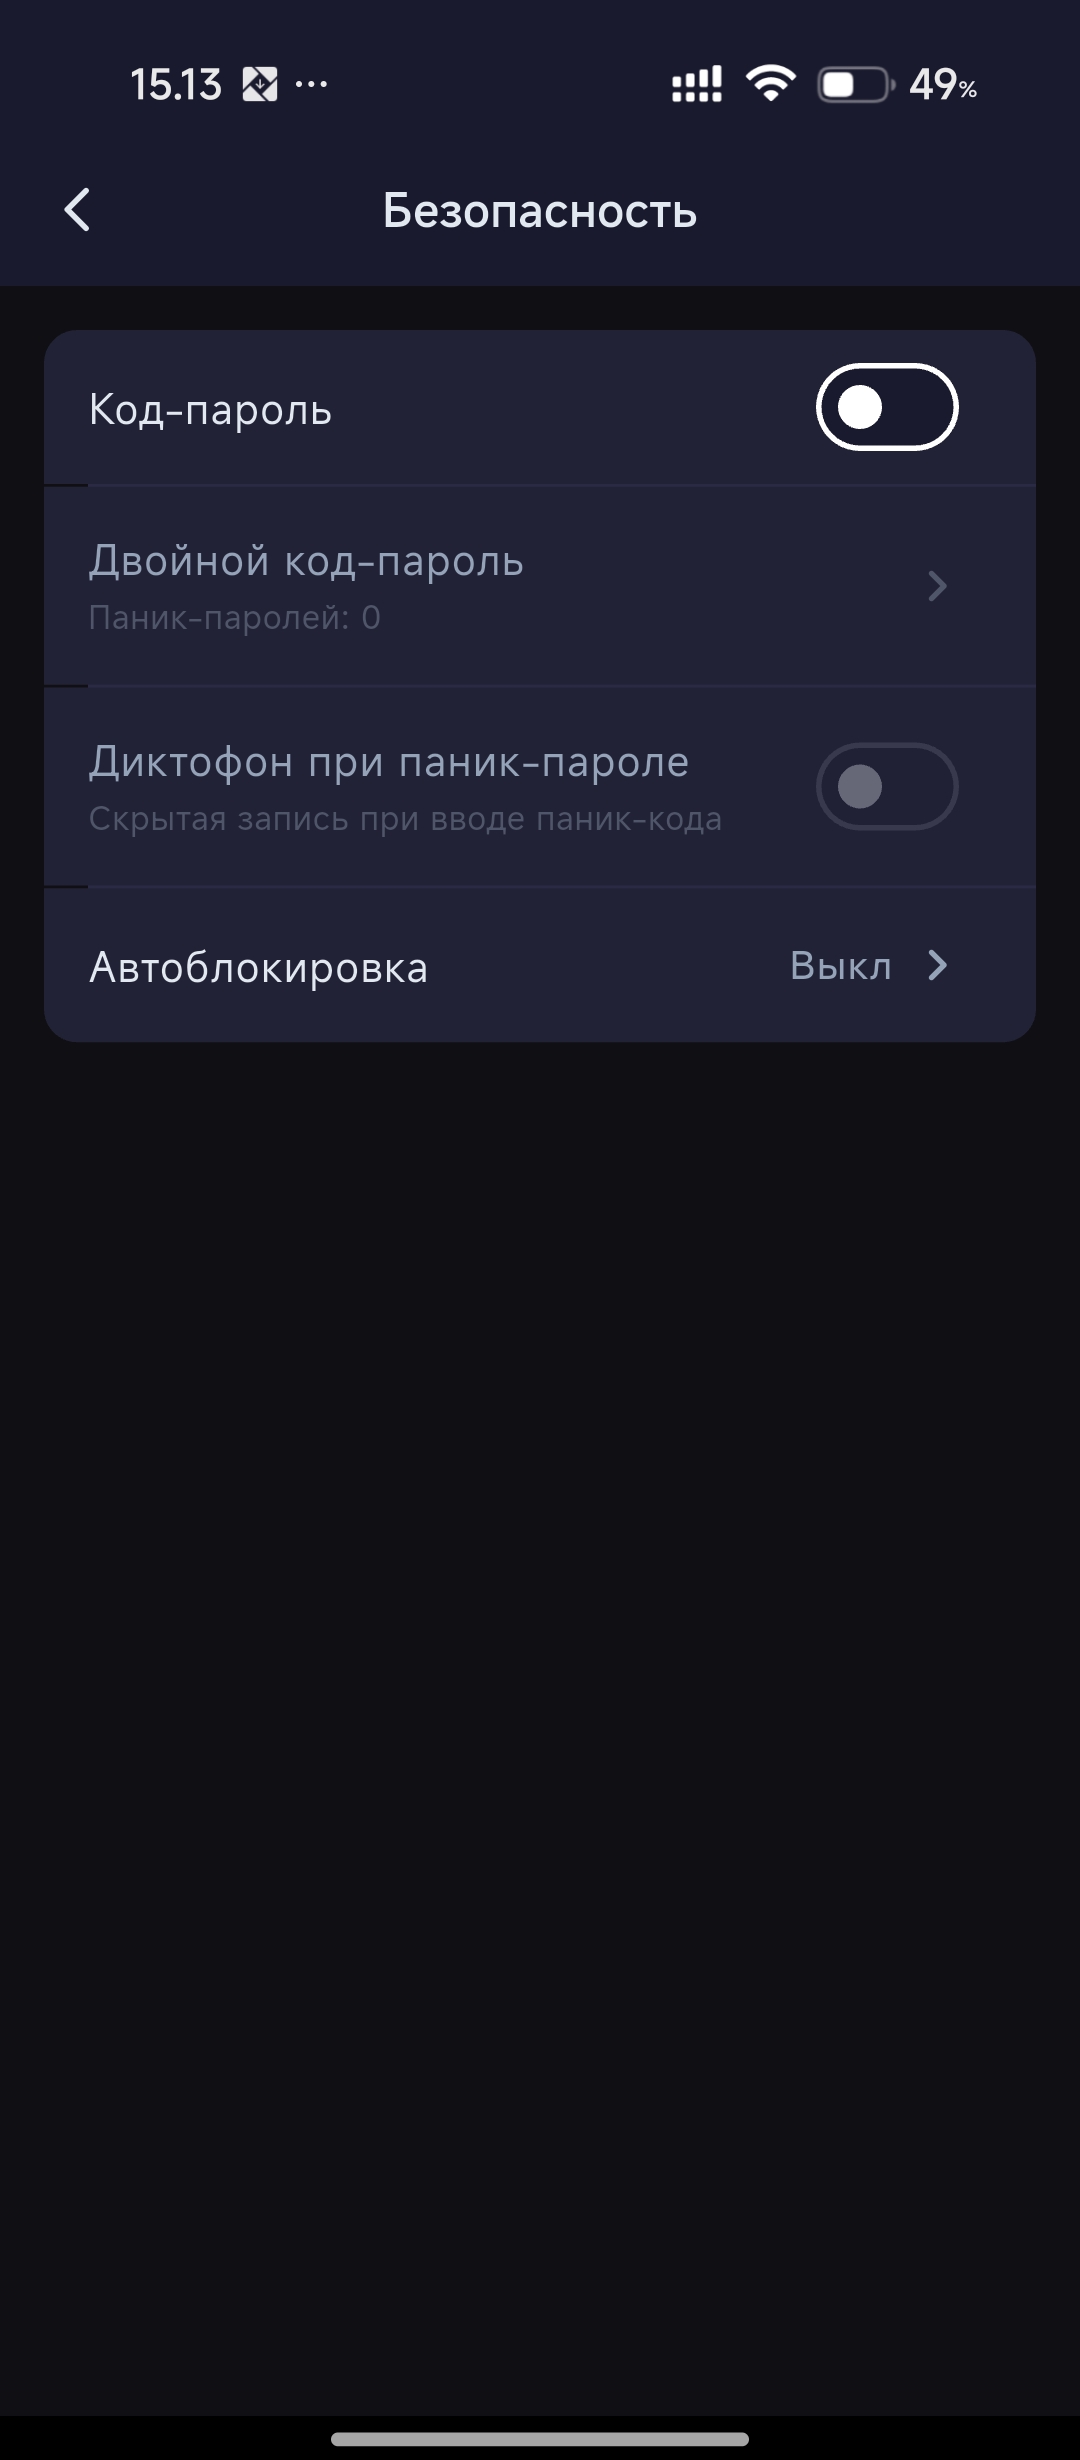 15.13 ... 49%
Безопасность
Код-пароль
Двойной код-пароль
Паник-паролей: 0
Диктофон при паник-пароле
Скрытая запись при вводе паник-кода
Автоблокировка Выкл